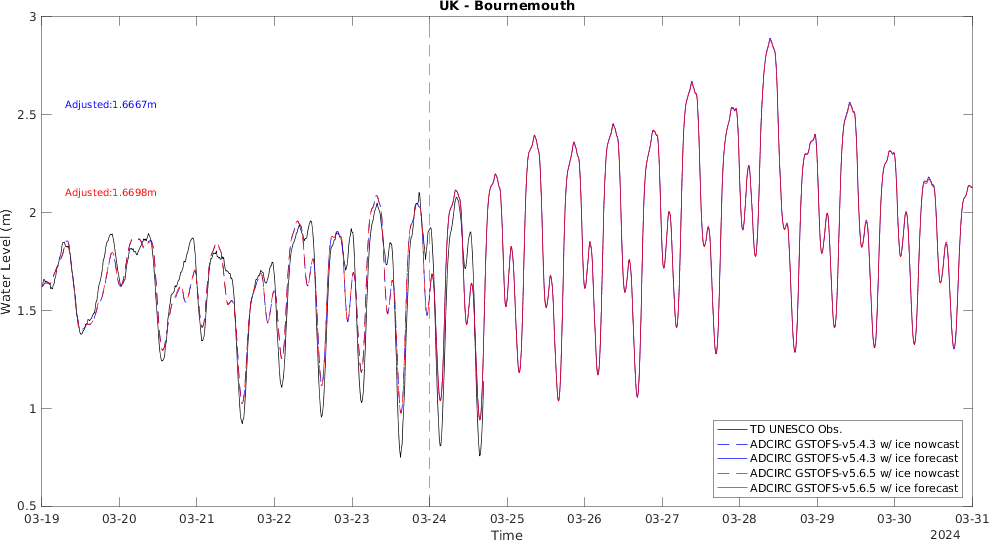 UK - Bournemouth
3
2.5
2
1.5
1
0.5
Water Level (m)
Adjusted:1.6667m
Adjusted:1.6698m
TD UNESCO Obs.
ADCIRC GSTOFS-v5.4.3 w/ ice nowcast
ADCIRC GSTOFS-v5.4.3 w/ ice forecast
ADCIRC GSTOFS-v5.6.5 w/ ice nowcast
ADCIRC GSTOFS-v5.6.5 w/ ice forecast
03-19 03-20 03-21 03-22 03-23 03-24 03-25 03-26 03-27 03-28 03-29 03-30 03-31
Time
2024